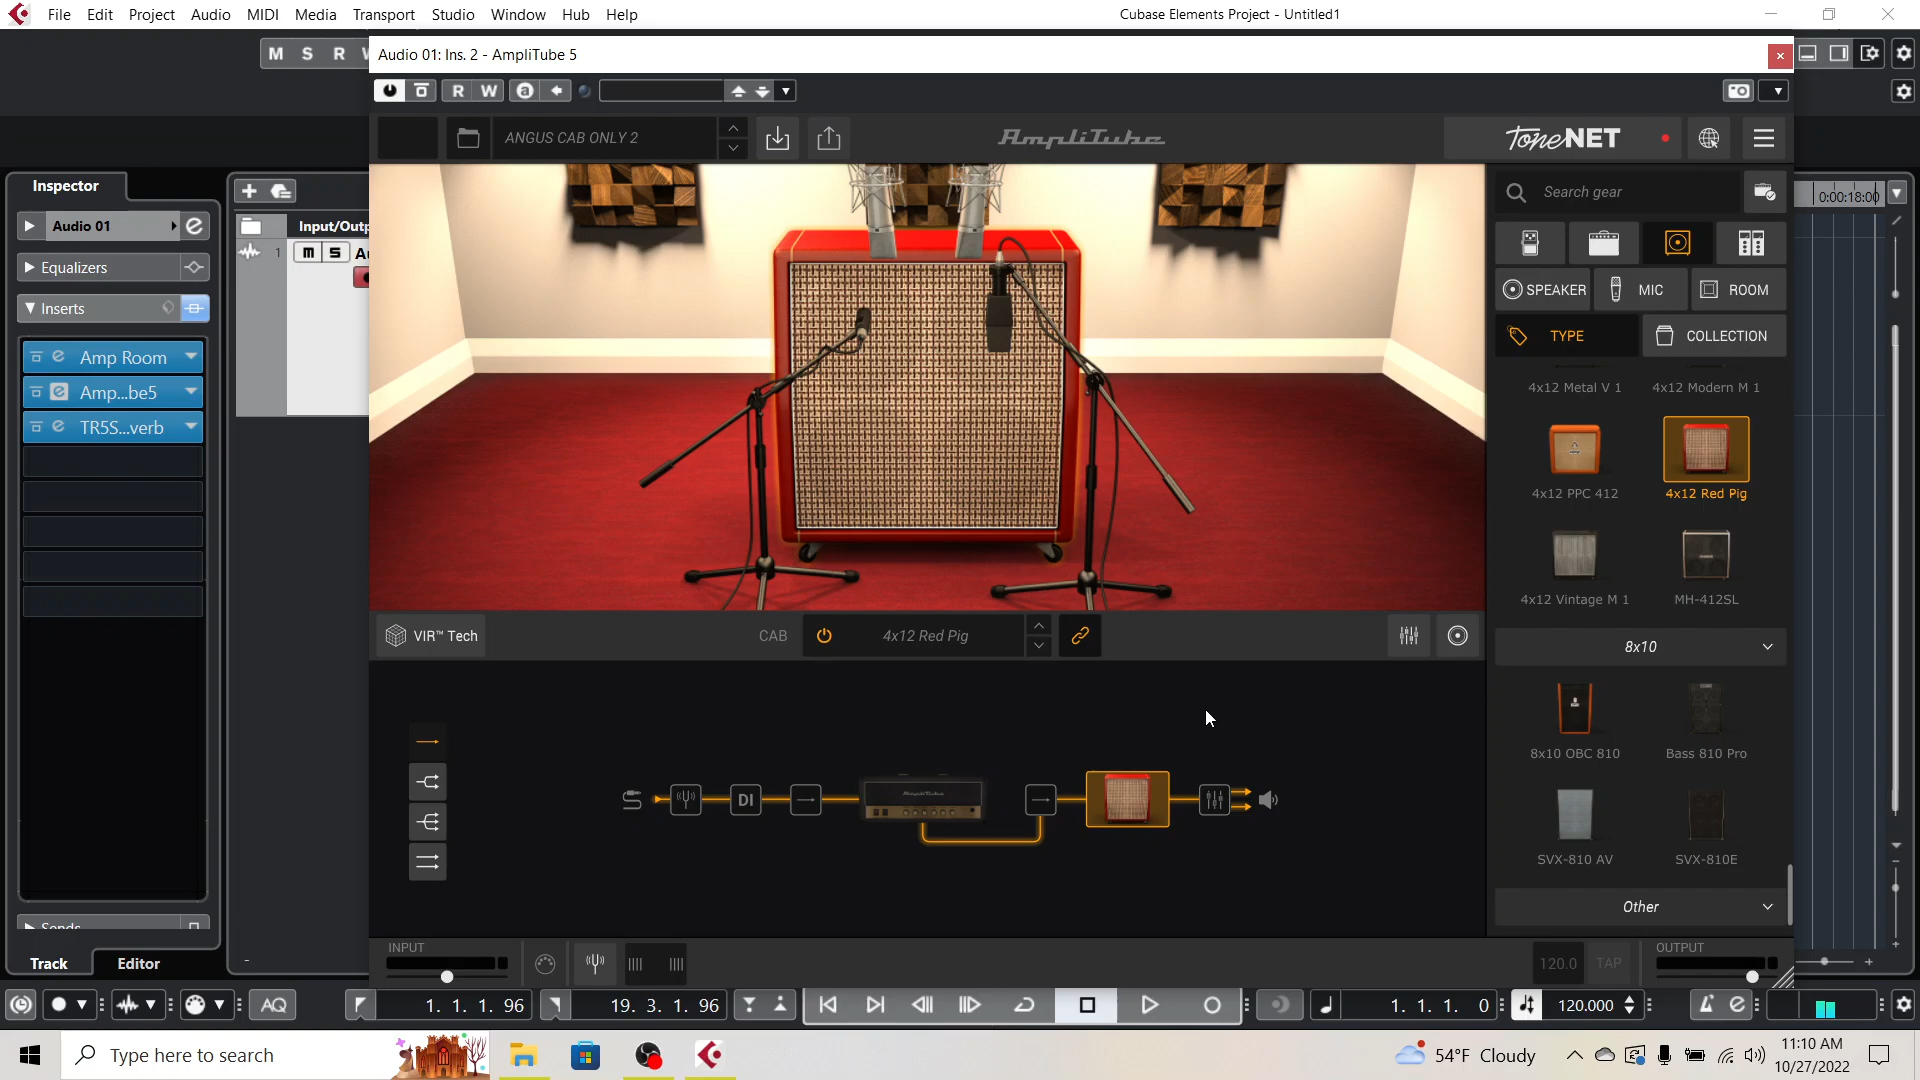 File Edit Project Audio MIDI Media Transport Studio Window Hub Help
Cubase Elements Project - Untitled1
M S R
Audio 01: Ins. 2 - AmpliTube 5
R W
ANGUS CAB ONLY 2
AmpliTube
ToneNET
Inspector
Audio 01
Equalizers
Inserts
Amp Room
Amp...be5
TR5S...verb
Input/Outp
1 m S
Search gear
0:00:18:00
SPEAKER MIC ROOM
TYPE COLLECTION
4x12 Metal V 1 4x12 Modern M 1
4x12 PPC 412 4x12 Red Pig
4x12 Vintage M 1 MH-412SL
8x10
8x10 OBC 810 Bass 810 Pro
SVX-810 AV SVX-810E
Other
VIR™ Tech
CAB
4x12 Red Pig
DI
AmpliTube
Sends
Track Editor
-
INPUT
120.0 TAP
OUTPUT
AQ
1. 1. 1. 96
19. 3. 1. 96
1. 1. 1. 0
120.000
Type here to search
54°F Cloudy
11:10 AM
10/27/2022